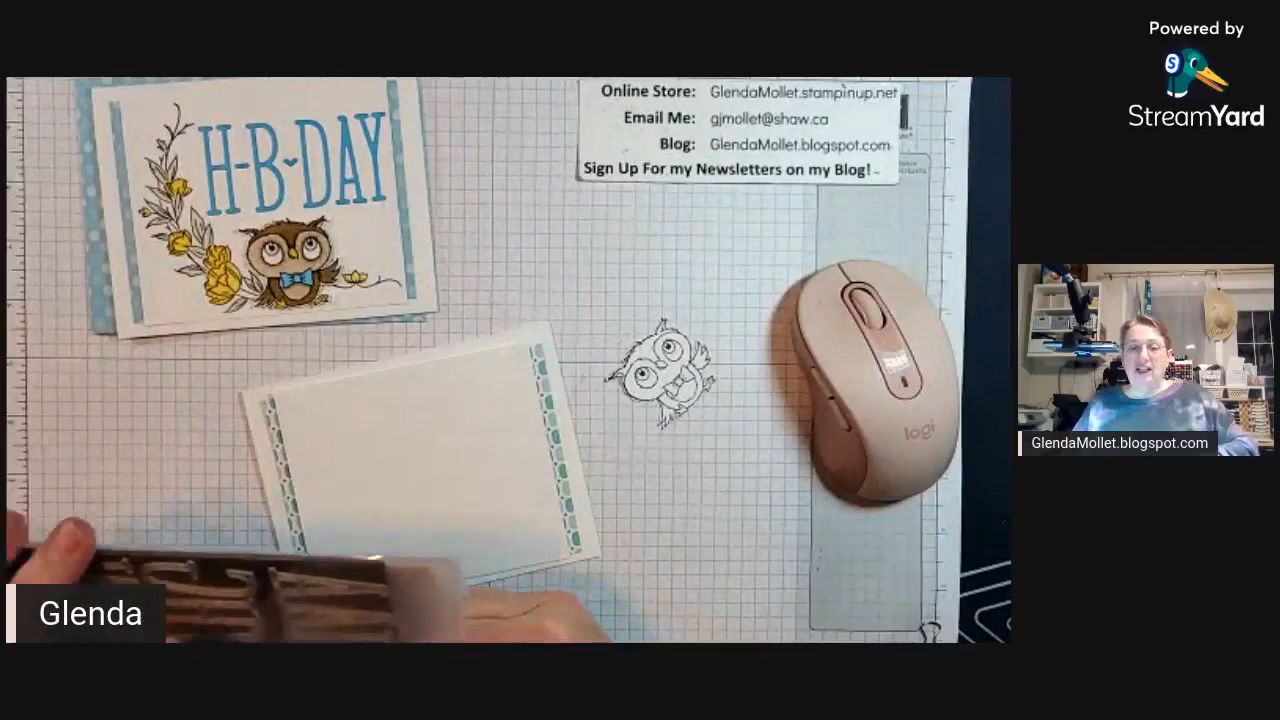 Powered by
S
StreamYard
Online Store: GlendaMollet.stampinup.net
Email Me: gjmollet@shaw.ca
Blog: GlendaMollet.blogspot.com
Sign Up For my Newsletters on my Blog!
H-B-DAY
logi
GlendaMollet.blogspot.com
Glenda